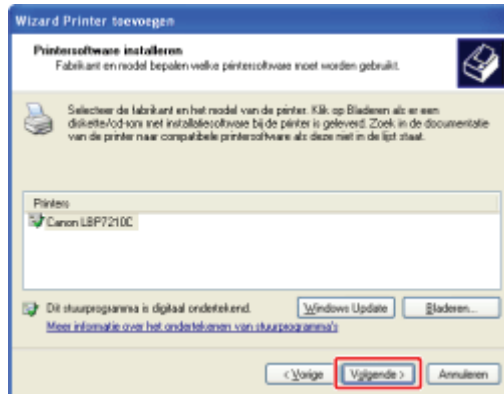 Wizard Printer toevoegen
Printersoftware installeren
Fabrikant en model bepalen welke printersoftware moet worden gebruikt.
Selecteer de fabrikant en het model van de printer. Klik op Bladeren als er een
diskette/cd-rom met installatiesoftware bij de printer is geleverd. Zoek in de documentatie
van de printer naar compatibele printersoftware als deze niet in de lijst staat.
Printers
Canon LBP7210C
Dit stuurprogramma is digitaal ondertekend.
Windows Update
Bladeren...
Meer informatie over het ondertekenen van stuurprogramma's
< Vorige
Volgende >
Annuleren